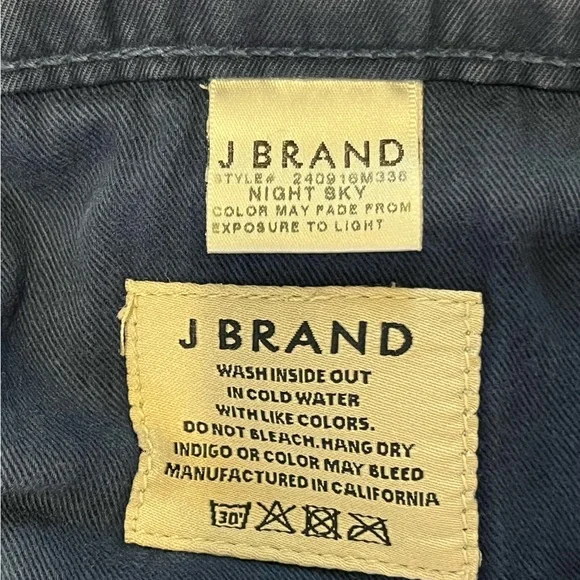 J BRAND
STYLE# 240916M336
NIGHT SKY
COLOR MAY FADE FROM
EXPOSURE TO LIGHT
J BRAND
WASH INSIDE OUT
IN COLD WATER
WITH LIKE COLORS.
DO NOT BLEACH. HANG DRY
INDIGO OR COLOR MAY BLEED
MANUFACTURED IN CALIFORNIA
30°